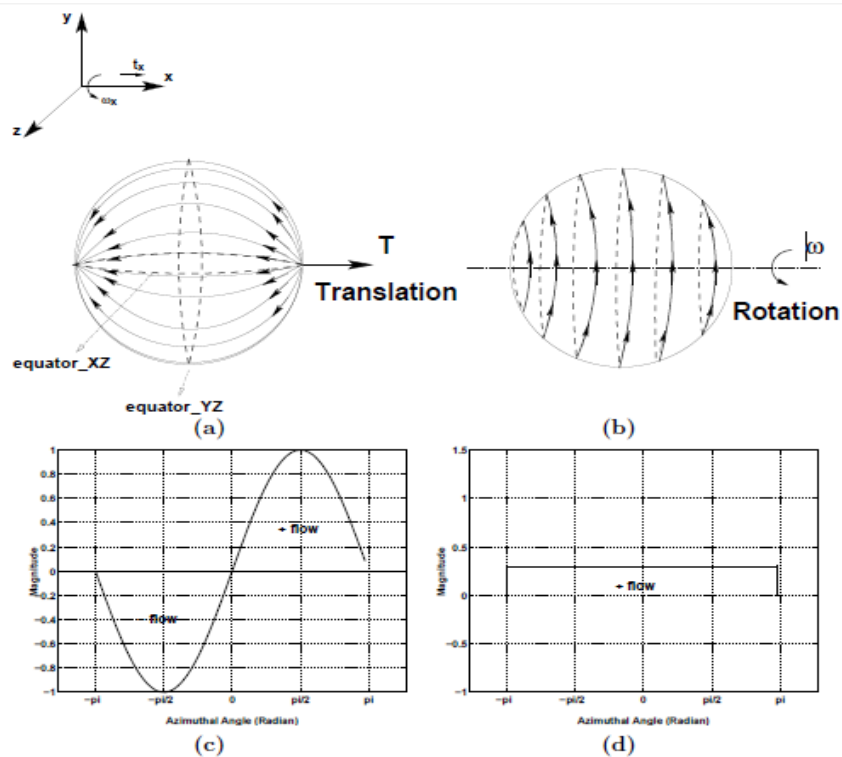 y
tx
x
ωx
z
T
Translation
equator_XZ
equator_YZ
(a)
ω
Rotation
(b)
1
0.8
0.6
0.4
0.2
0
−0.2
−0.4
−0.6
−0.8
−1
Magnitude
+ flow
−flow
−pi
−pi/2
0
pi/2
pi
Azimuthal Angle (Radian)
(c)
1.5
1
0.5
0
−0.5
−1
Magnitude
+ flow
−pi
−pi/2
0
pi/2
pi
Azimuthal Angle (Radian)
(d)